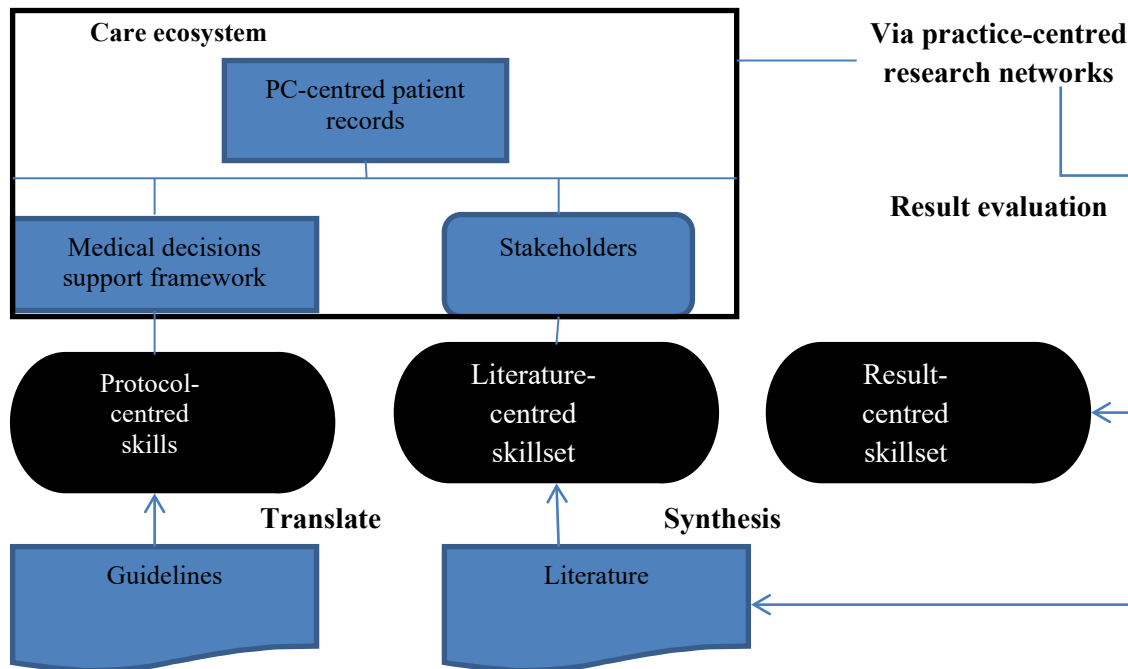 Care ecosystem
Via practice-centred
research networks
PC-centred patient
records
Result evaluation
Medical decisions
support framework
Stakeholders
Protocol-
centred
skills
Literature-
centred
skillset
Result-
centred
skillset
Translate
Synthesis
Guidelines
Literature